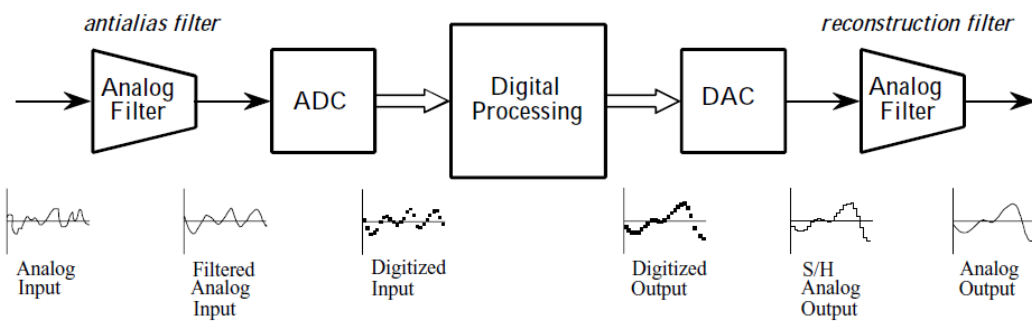 antialias filter
reconstruction filter
Analog
Filter
ADC
Digital
Processing
DAC
Analog
Filter
Analog
Input
Filtered
Analog
Input
Digitized
Input
Digitized
Output
S/H
Analog
Output
Analog
Output